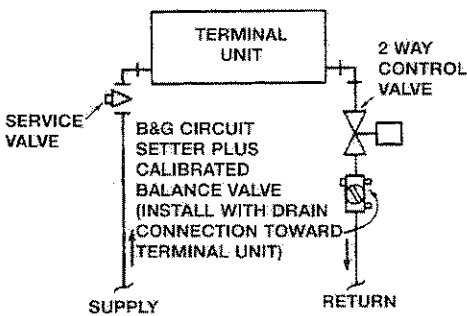 TERMINAL
UNIT
2 WAY
CONTROL
VALVE
SERVICE
VALVE
B&G CIRCUIT
SETTER PLUS
CALIBRATED
BALANCE VALVE
(INSTALL WITH DRAIN
CONNECTION TOWARD
TERMINAL UNIT)
SUPPLY
RETURN